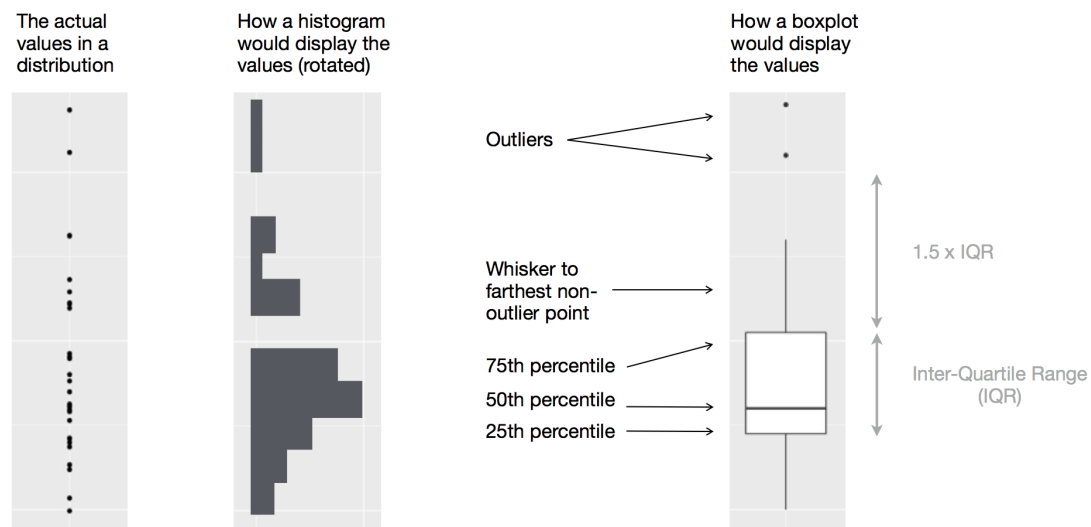 The actual
values in a
distribution
How a histogram
would display the
values (rotated)
How a boxplot
would display
the values
Outliers
1.5 x IQR
Whisker to
farthest non-
outlier point
75th percentile
50th percentile
25th percentile
Inter-Quartile Range
(IQR)